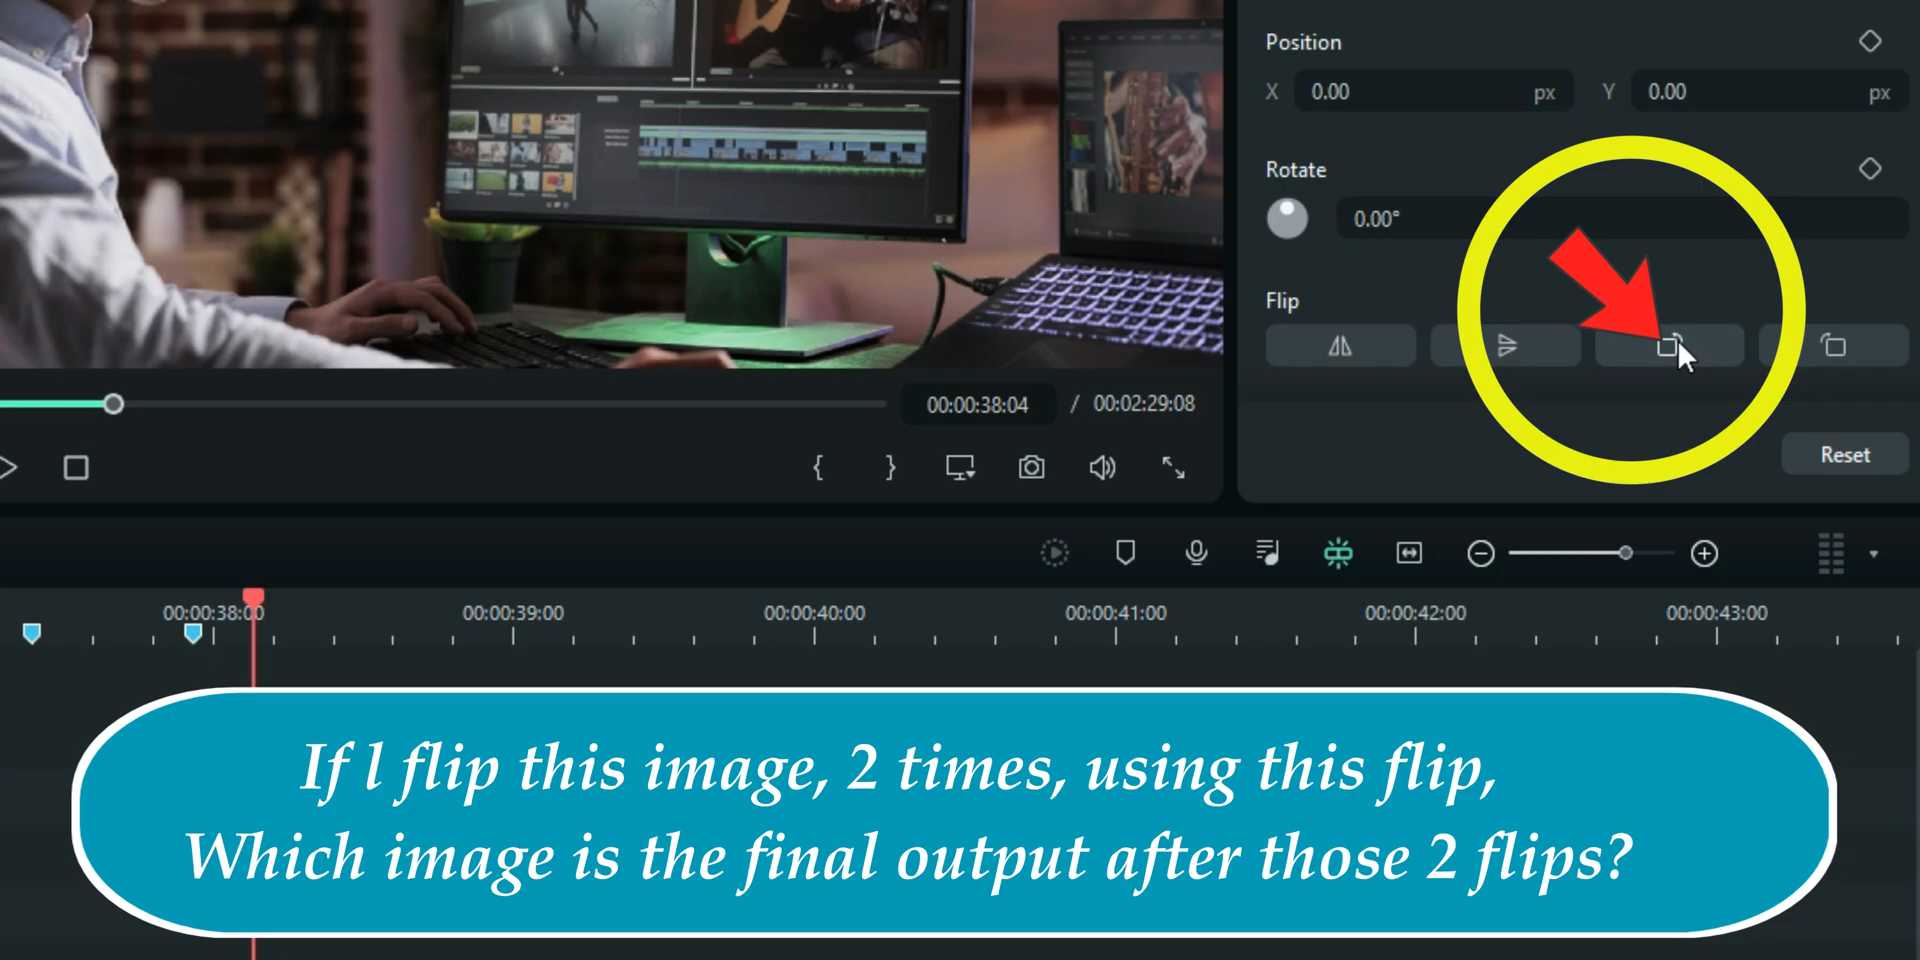 Position
X 0.00 px Y 0.00 px
Rotate
0.00°
Flip
00:00:38:04 / 00:02:29:08
Reset
00:00:38:00 00:00:39:00 00:00:40:00 00:00:41:00 00:00:42:00 00:00:43:00
If l flip this image, 2 times, using this flip,
Which image is the final output after those 2 flips?